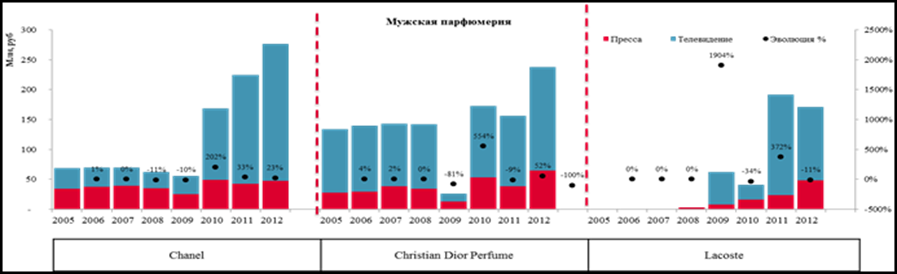 Мужская парфюмерия
Млн.руб
300 250 200 150 100 50 -
Пресса Телевидение Эволюция %
2500% 2000% 1500% 1000% 500% 0% -500%
1% 0% -11% -10% 202% 33% 23%
4% 2% 0% -81% 554% -9% 52% -100%
0% 0% 0% 1904% -34% 372% -11%
2005 2006 2007 2008 2009 2010 2011 2012 2005 2006 2007 2008 2009 2010 2011 2012 2005 2006 2007 2008 2009 2010 2011 2012
Chanel Christian Dior Perfume Lacoste